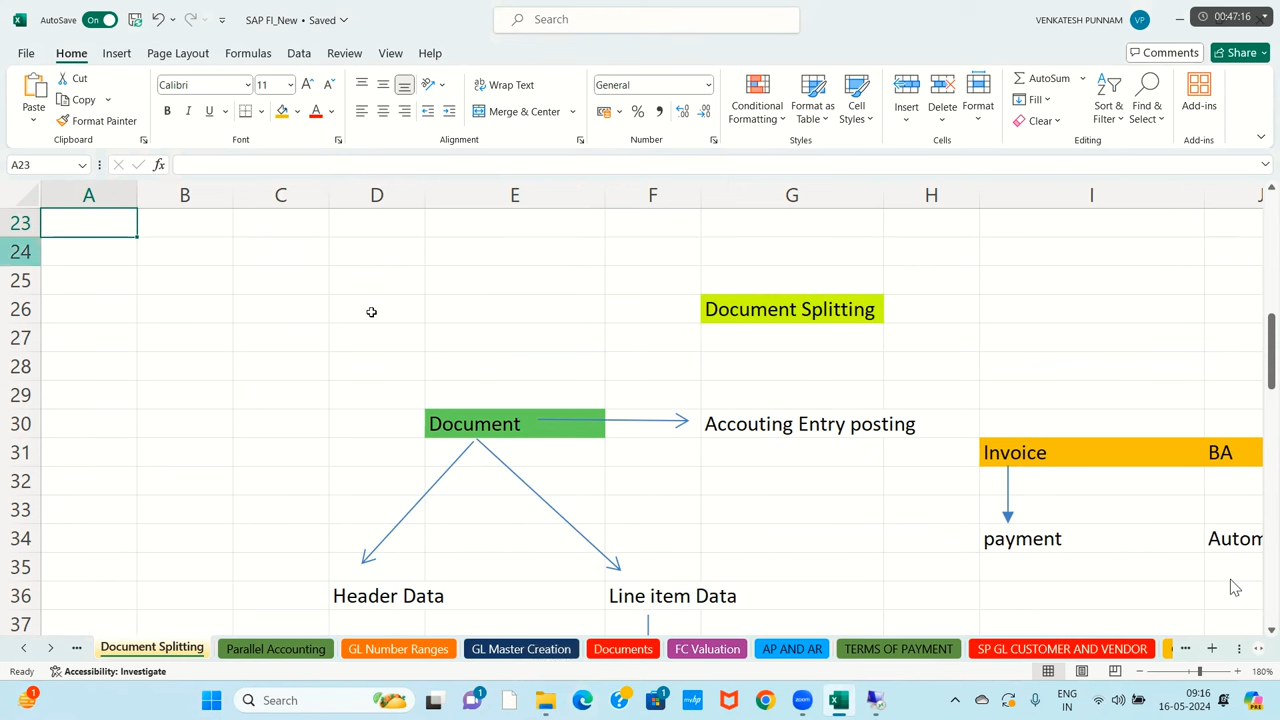 AutoSave On SAP FI_New • Saved Search VENKATESH PUNNAM VP 00:47:16
File Home Insert Page Layout Formulas Data Review View Help Comments Share
Paste Cut Copy Format Painter Clipboard
Calibri 11 B I U Font
Wrap Text Merge & Center Alignment
General Number
Conditional Formatting Format as Table Cell Styles Styles
Insert Delete Format Cells
AutoSum Fill Clear Sort & Filter Find & Select Editing
Add-ins Add-ins
A23 fx
A B C D E F G H I J
23
24
25
26 Document Splitting
27
28
29
30 Document Accouting Entry posting
31 Invoice BA
32
33
34 payment Autom
35
36 Header Data Line item Data
37
Document Splitting Parallel Accounting GL Number Ranges GL Master Creation Documents FC Valuation AP AND AR TERMS OF PAYMENT SP GL CUSTOMER AND VENDOR
Ready Accessibility: Investigate 180%
1 Search 1 1 ENG IN 09:16 16-05-2024